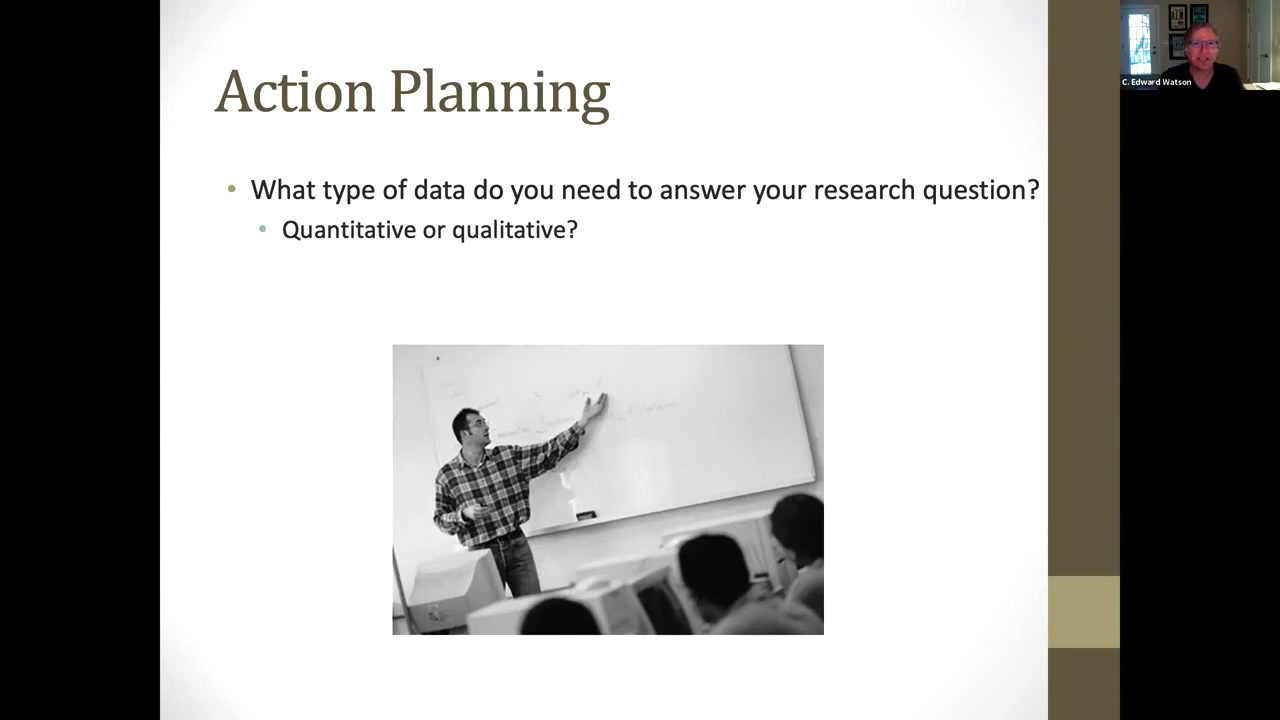 Action Planning
• What type of data do you need to answer your research question?
• Quantitative or qualitative?
C. Edward Watson